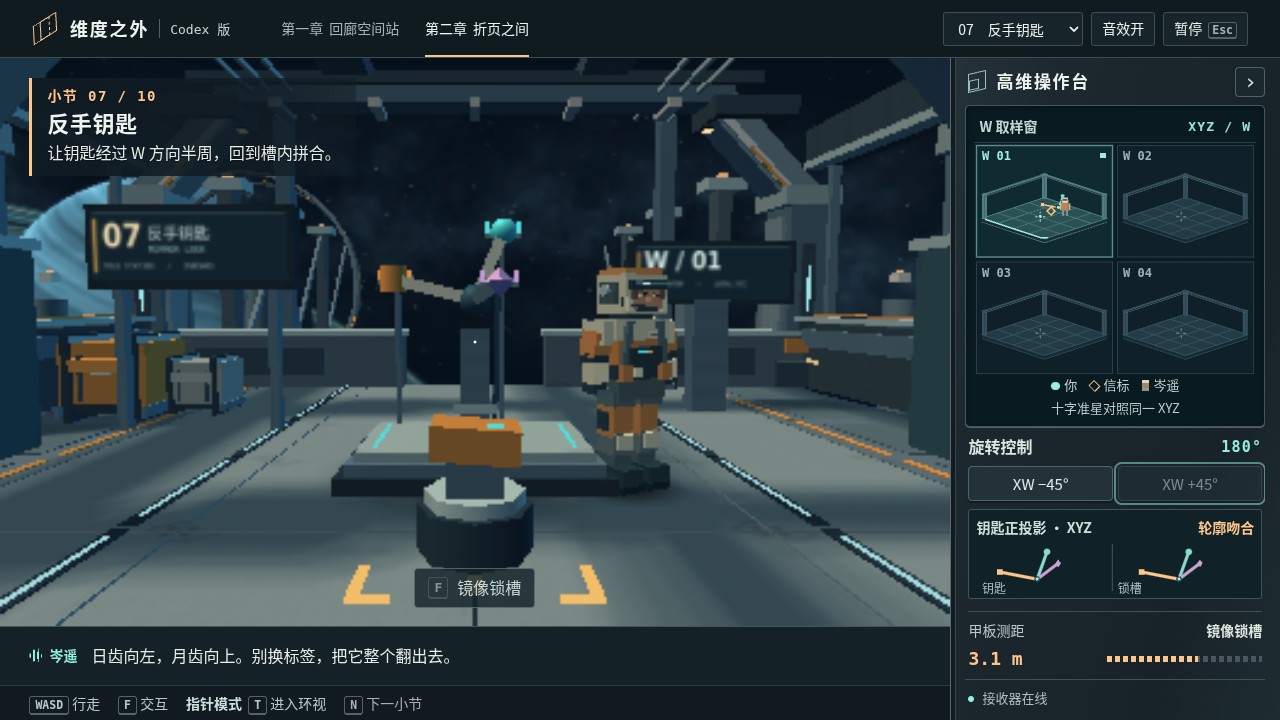 维度之外 Codex 版 第一章 回廊空间站 第二章 折页之间 07 反手钥匙 音效开 暂停 Esc
小节 07 / 10
反手钥匙
让钥匙经过 W 方向半周，回到槽内拼合。
07 反手钥匙
W / 01
F 镜像锁槽
岑遥 日齿向左，月齿向上。别换标签，把它整个翻出去。
WASD 行走 F 交互 指针模式 T 进入环视 N 下一小节
高维操作台
W 取样窗 XYZ / W
W 01 W 02
W 03 W 04
你 信标 岑遥
十字准星对照同一 XYZ
旋转控制 180°
XW −45° XW +45°
钥匙正投影 · XYZ 轮廓吻合
钥匙 锁槽
甲板测距 镜像锁槽
3.1 m
接收器在线